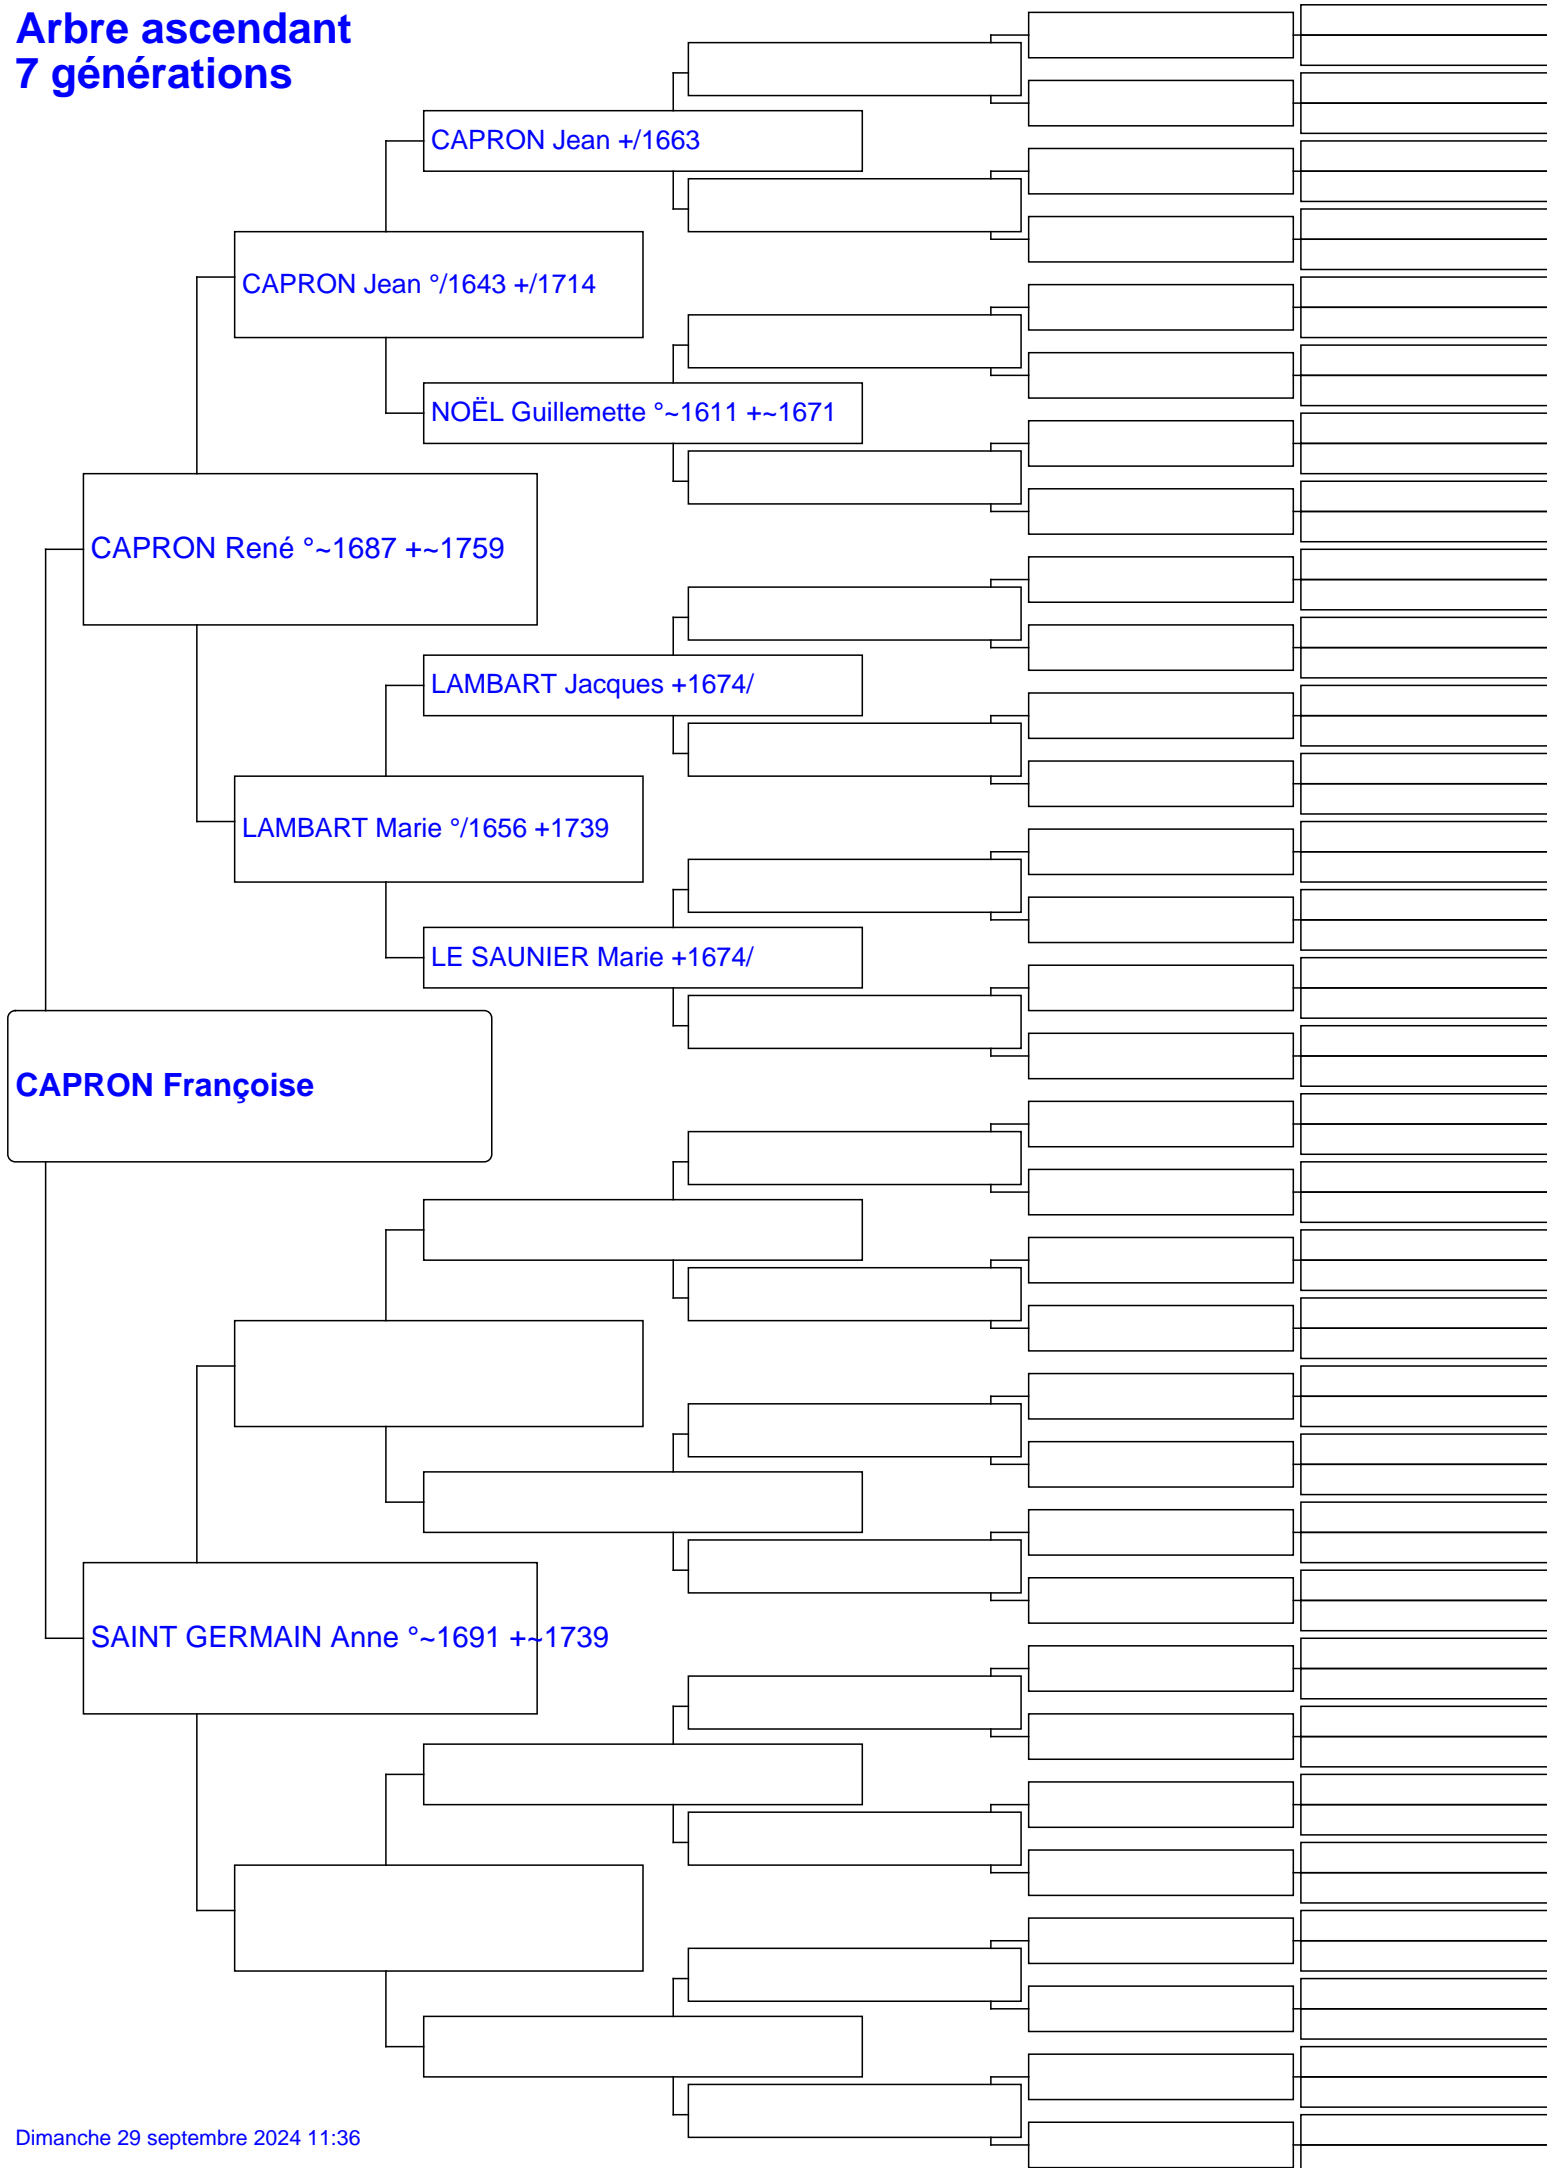 Arbre ascendant
7 générations
CAPRON Jean +/1663
CAPRON Jean °/1643 +/1714
NOËL Guillemette °~1611 +~1671
CAPRON René °~1687 +~1759
LAMBART Jacques +1674/
LAMBART Marie °/1656 +1739
LE SAUNIER Marie +1674/
CAPRON Françoise
SAINT GERMAIN Anne °~1691 +~1739
Dimanche 29 septembre 2024 11:36